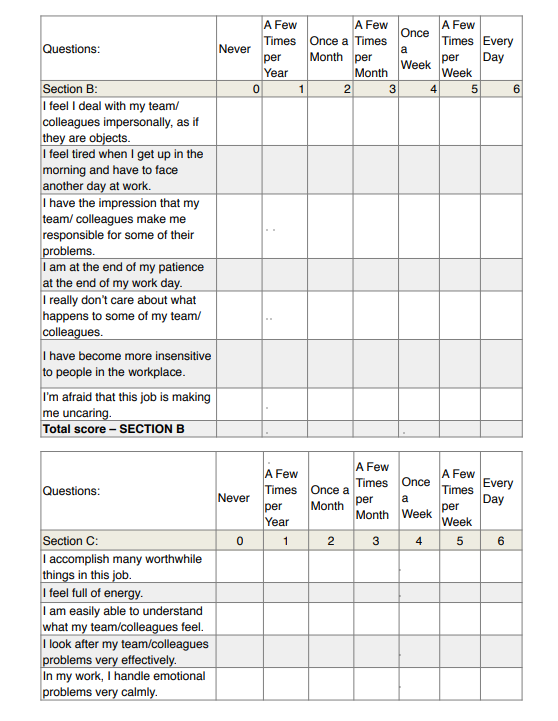 Questions:
Never
A Few Times per Year
Once a Month
A Few Times per Month
Once a Week
A Few Times per Week
Every Day
Section B: 0 1 2 3 4 5 6
I feel I deal with my team/
colleagues impersonally, as if
they are objects.
I feel tired when I get up in the
morning and have to face
another day at work.
I have the impression that my
team/ colleagues make me
responsible for some of their
problems.
I am at the end of my patience
at the end of my work day.
I really don’t care about what
happens to some of my team/
colleagues.
I have become more insensitive
to people in the workplace.
I’m afraid that this job is making
me uncaring.
Total score – SECTION B
Questions:
Never
A Few Times per Year
Once a Month
A Few Times per Month
Once a Week
A Few Times per Week
Every Day
Section C: 0 1 2 3 4 5 6
I accomplish many worthwhile
things in this job.
I feel full of energy.
I am easily able to understand
what my team/colleagues feel.
I look after my team/colleagues
problems very effectively.
In my work, I handle emotional
problems very calmly.